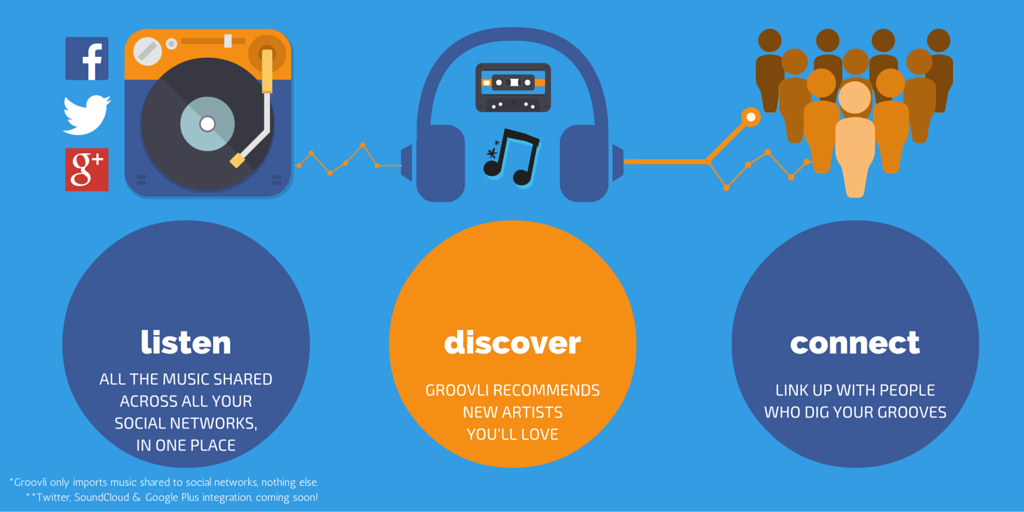 f
g+
listen
ALL THE MUSIC SHARED
ACROSS ALL YOUR
SOCIAL NETWORKS,
IN ONE PLACE
discover
GROOVLI RECOMMENDS
NEW ARTISTS
YOU'LL LOVE
connect
LINK UP WITH PEOPLE
WHO DIG YOUR GROOVES
*Groovli only imports music shared to social networks, nothing else.
**Twitter, SoundCloud & Google Plus integration, coming soon!